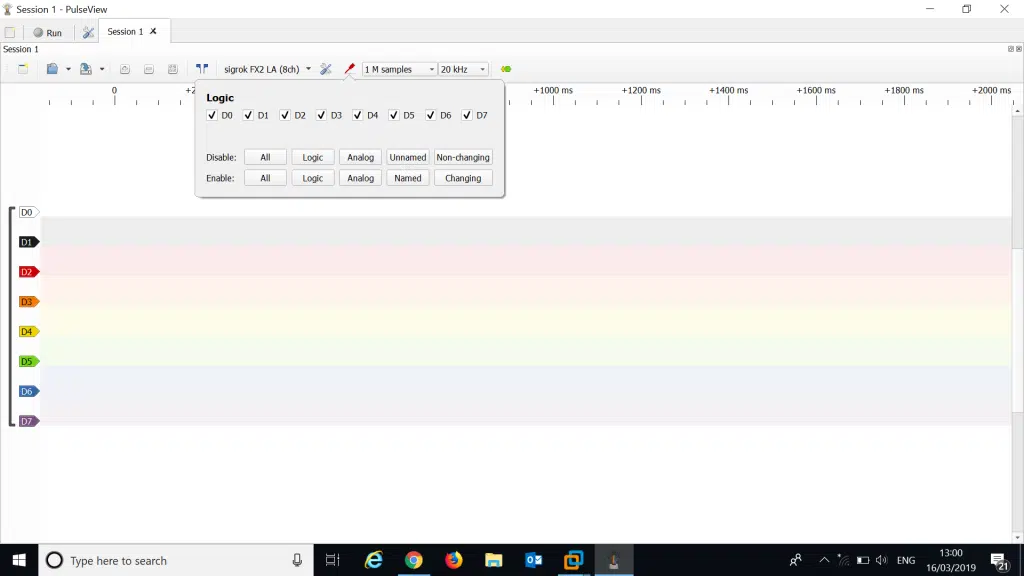 Session 1 - PulseView
Run
Session 1
Session 1
sigrok FX2 LA (8ch)
1 M samples
20 kHz
0
+1000 ms
+1200 ms
+1400 ms
+1600 ms
+1800 ms
+2000 ms
Logic
D0 D1 D2 D3 D4 D5 D6 D7
Disable: All Logic Analog Unnamed Non-changing
Enable: All Logic Analog Named Changing
D0
D1
D2
D3
D4
D5
D6
D7
Type here to search
ENG
13:00
16/03/2019
21